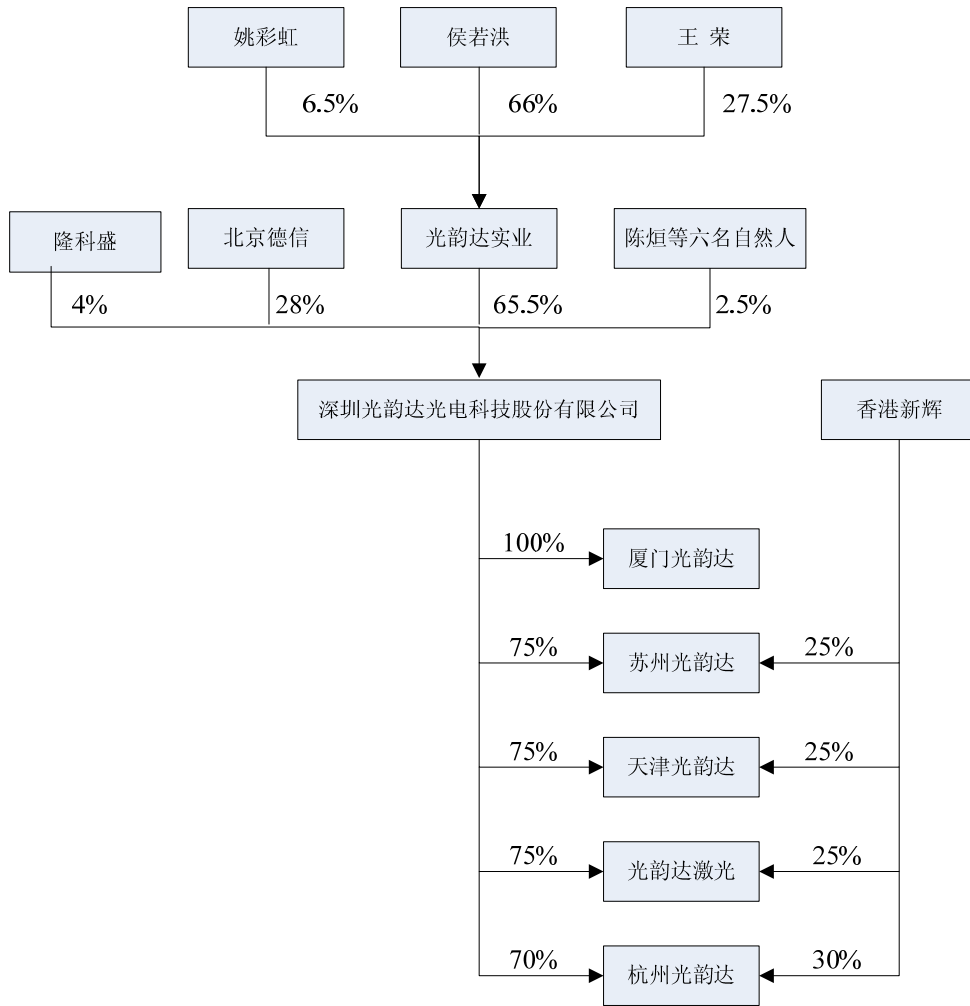 姚彩虹
侯若洪
王 荣
6.5%
66%
27.5%
隆科盛
北京德信
光韵达实业
陈烜等六名自然人
4%
28%
65.5%
2.5%
深圳光韵达光电科技股份有限公司
香港新辉
100%
厦门光韵达
75%
苏州光韵达
25%
75%
天津光韵达
25%
75%
光韵达激光
25%
70%
杭州光韵达
30%